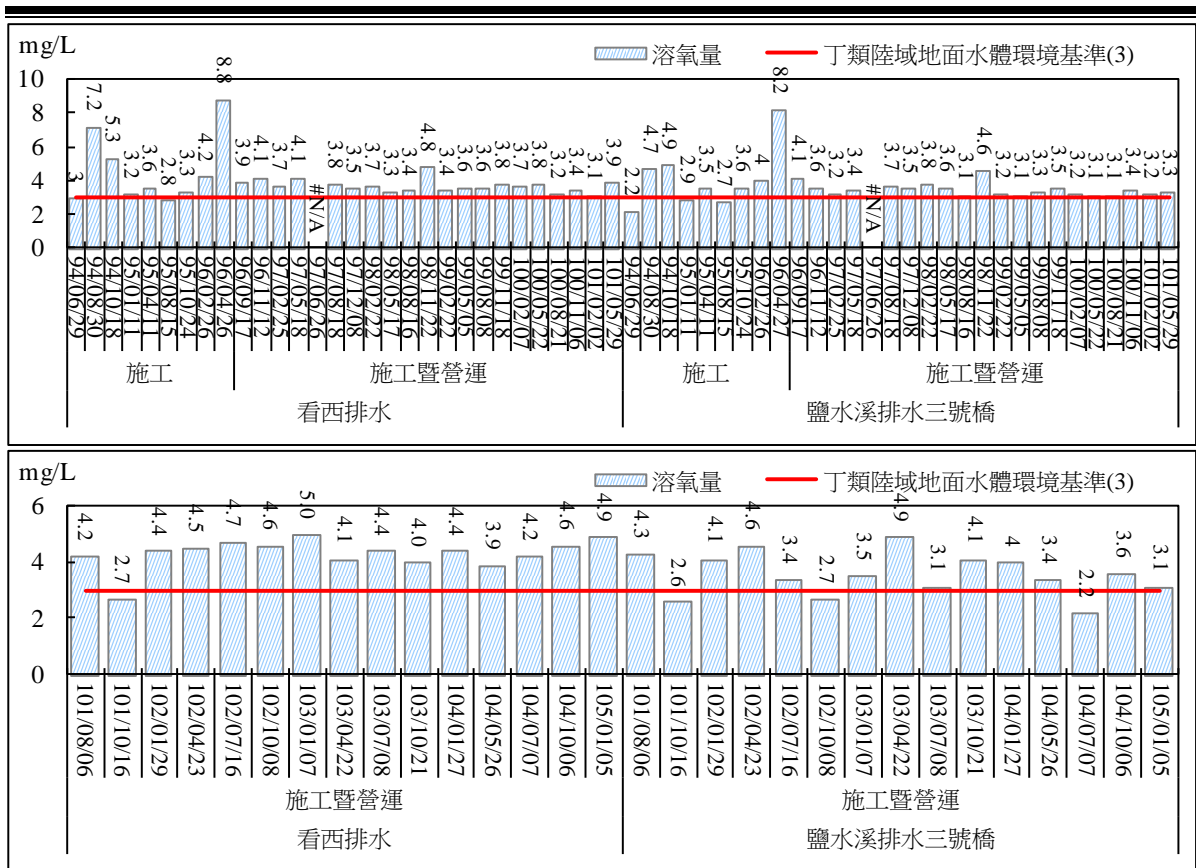 mg/L
溶氧量
丁類陸域地面水體環境基準(3)
10
8
6
4
2
0
3 7.2 5.3 3.2 3.6 2.8 3.3 4.2 8.8 3.9 4.1 3.7 4.1 #N/A 3.8 3.5 3.7 3.3 3.4 4.8 3.4 3.6 3.6 3.8 3.7 3.8 3.2 3.4 3.1 3.9
2.2 4.7 4.9 2.9 3.5 2.7 3.6 4 8.2 4.1 3.6 3.2 3.4 #N/A 3.7 3.5 3.8 3.6 3.1 4.6 3.2 3.1 3.3 3.5 3.2 3.1 3.1 3.4 3.2 3.3
94/06/29 94/08/30 94/10/18 95/01/11 95/04/11 95/08/15 95/10/24 96/02/26 96/04/26 96/09/17 96/11/12 97/02/25 97/05/18 97/06/26 97/08/18 97/12/08 98/02/22 98/05/17 98/08/16 98/11/22 99/02/22 99/05/05 99/08/08 99/11/18 100/02/07 100/05/22 100/08/21 100/11/06 101/02/02 101/05/29
94/06/29 94/08/30 94/10/18 95/01/11 95/04/11 95/08/15 95/10/24 96/02/26 96/04/27 96/09/17 96/11/12 97/02/25 97/05/18 97/06/26 97/08/18 97/12/08 98/02/22 98/05/17 98/08/16 98/11/22 99/02/22 99/05/05 99/08/08 99/11/18 100/02/07 100/05/22 100/08/21 100/11/06 101/02/02 101/05/29
施工 施工暨營運 施工 施工暨營運
看西排水 鹽水溪排水三號橋
mg/L
溶氧量
丁類陸域地面水體環境基準(3)
6
4
2
0
4.2 2.7 4.4 4.5 4.7 4.6 5.0 4.1 4.4 4.0 4.4 3.9 4.2 4.6 4.9
4.3 2.6 4.1 4.6 3.4 2.7 3.5 4.9 3.1 4.1 4 3.4 2.2 3.6 3.1
101/08/06 101/10/16 102/01/29 102/04/23 102/07/16 102/10/08 103/01/07 103/04/22 103/07/08 103/10/21 104/01/27 104/05/26 104/07/07 104/10/06 105/01/05
101/08/06 101/10/16 102/01/29 102/04/23 102/07/16 102/10/08 103/01/07 103/04/22 103/07/08 103/10/21 104/01/27 104/05/26 104/07/07 104/10/06 105/01/05
施工暨營運 施工暨營運
看西排水 鹽水溪排水三號橋